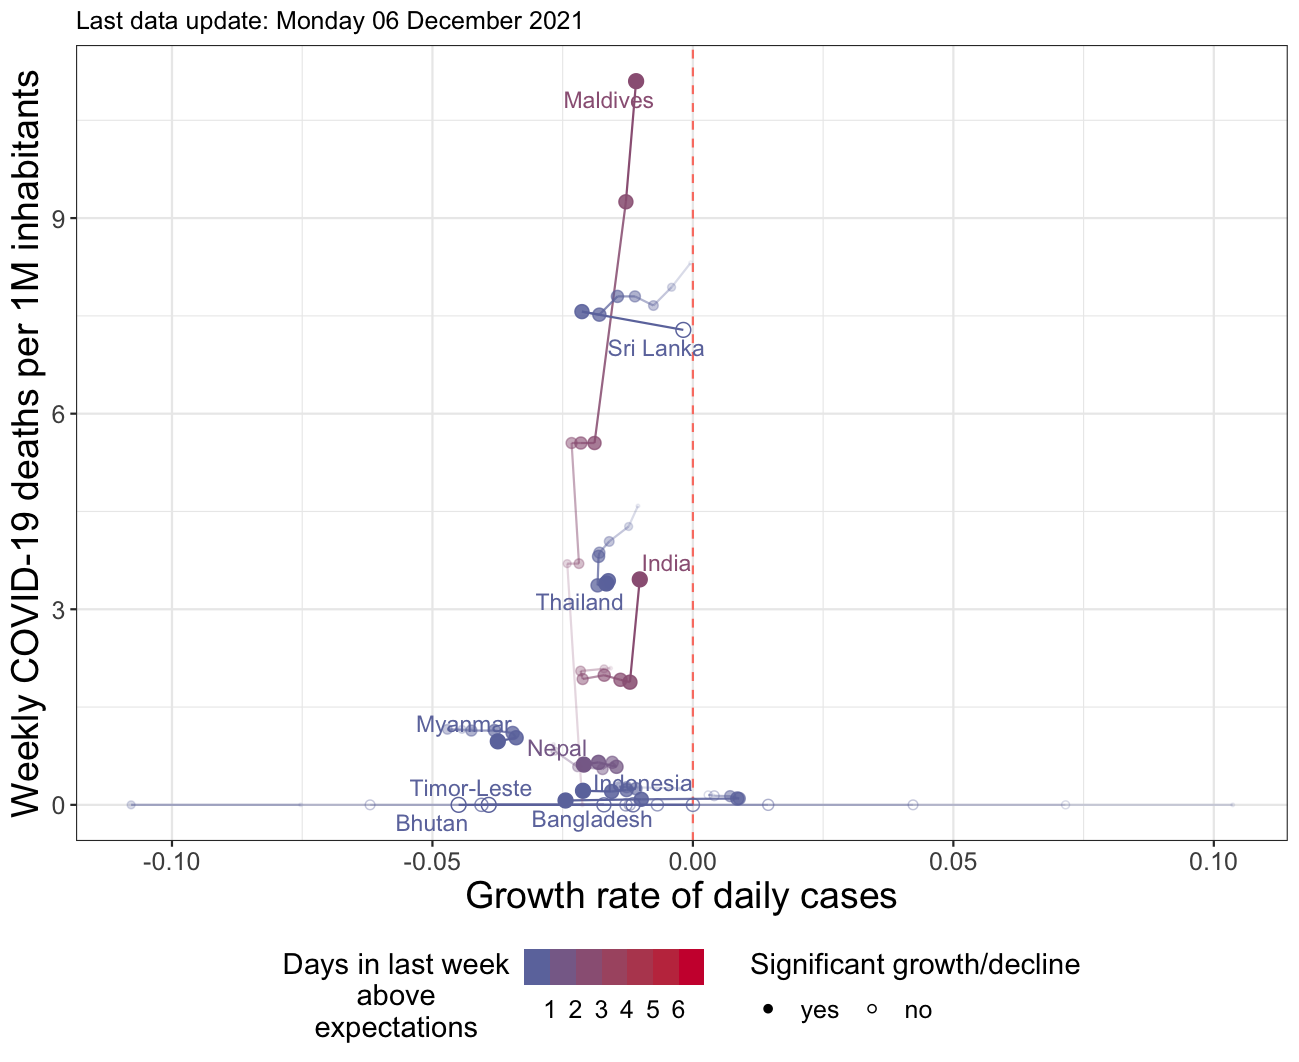 Last data update: Monday 06 December 2021
Weekly COVID-19 deaths per 1M inhabitants
9
6
3
0
Maldives
Sri Lanka
India
Thailand
Myanmar
Nepal
Timor-Leste
Indonesia
Bhutan
Bangladesh
-0.10
-0.05
0.00
0.05
0.10
Growth rate of daily cases
Days in last week
above
expectations
1 2 3 4 5 6
Significant growth/decline
yes
no